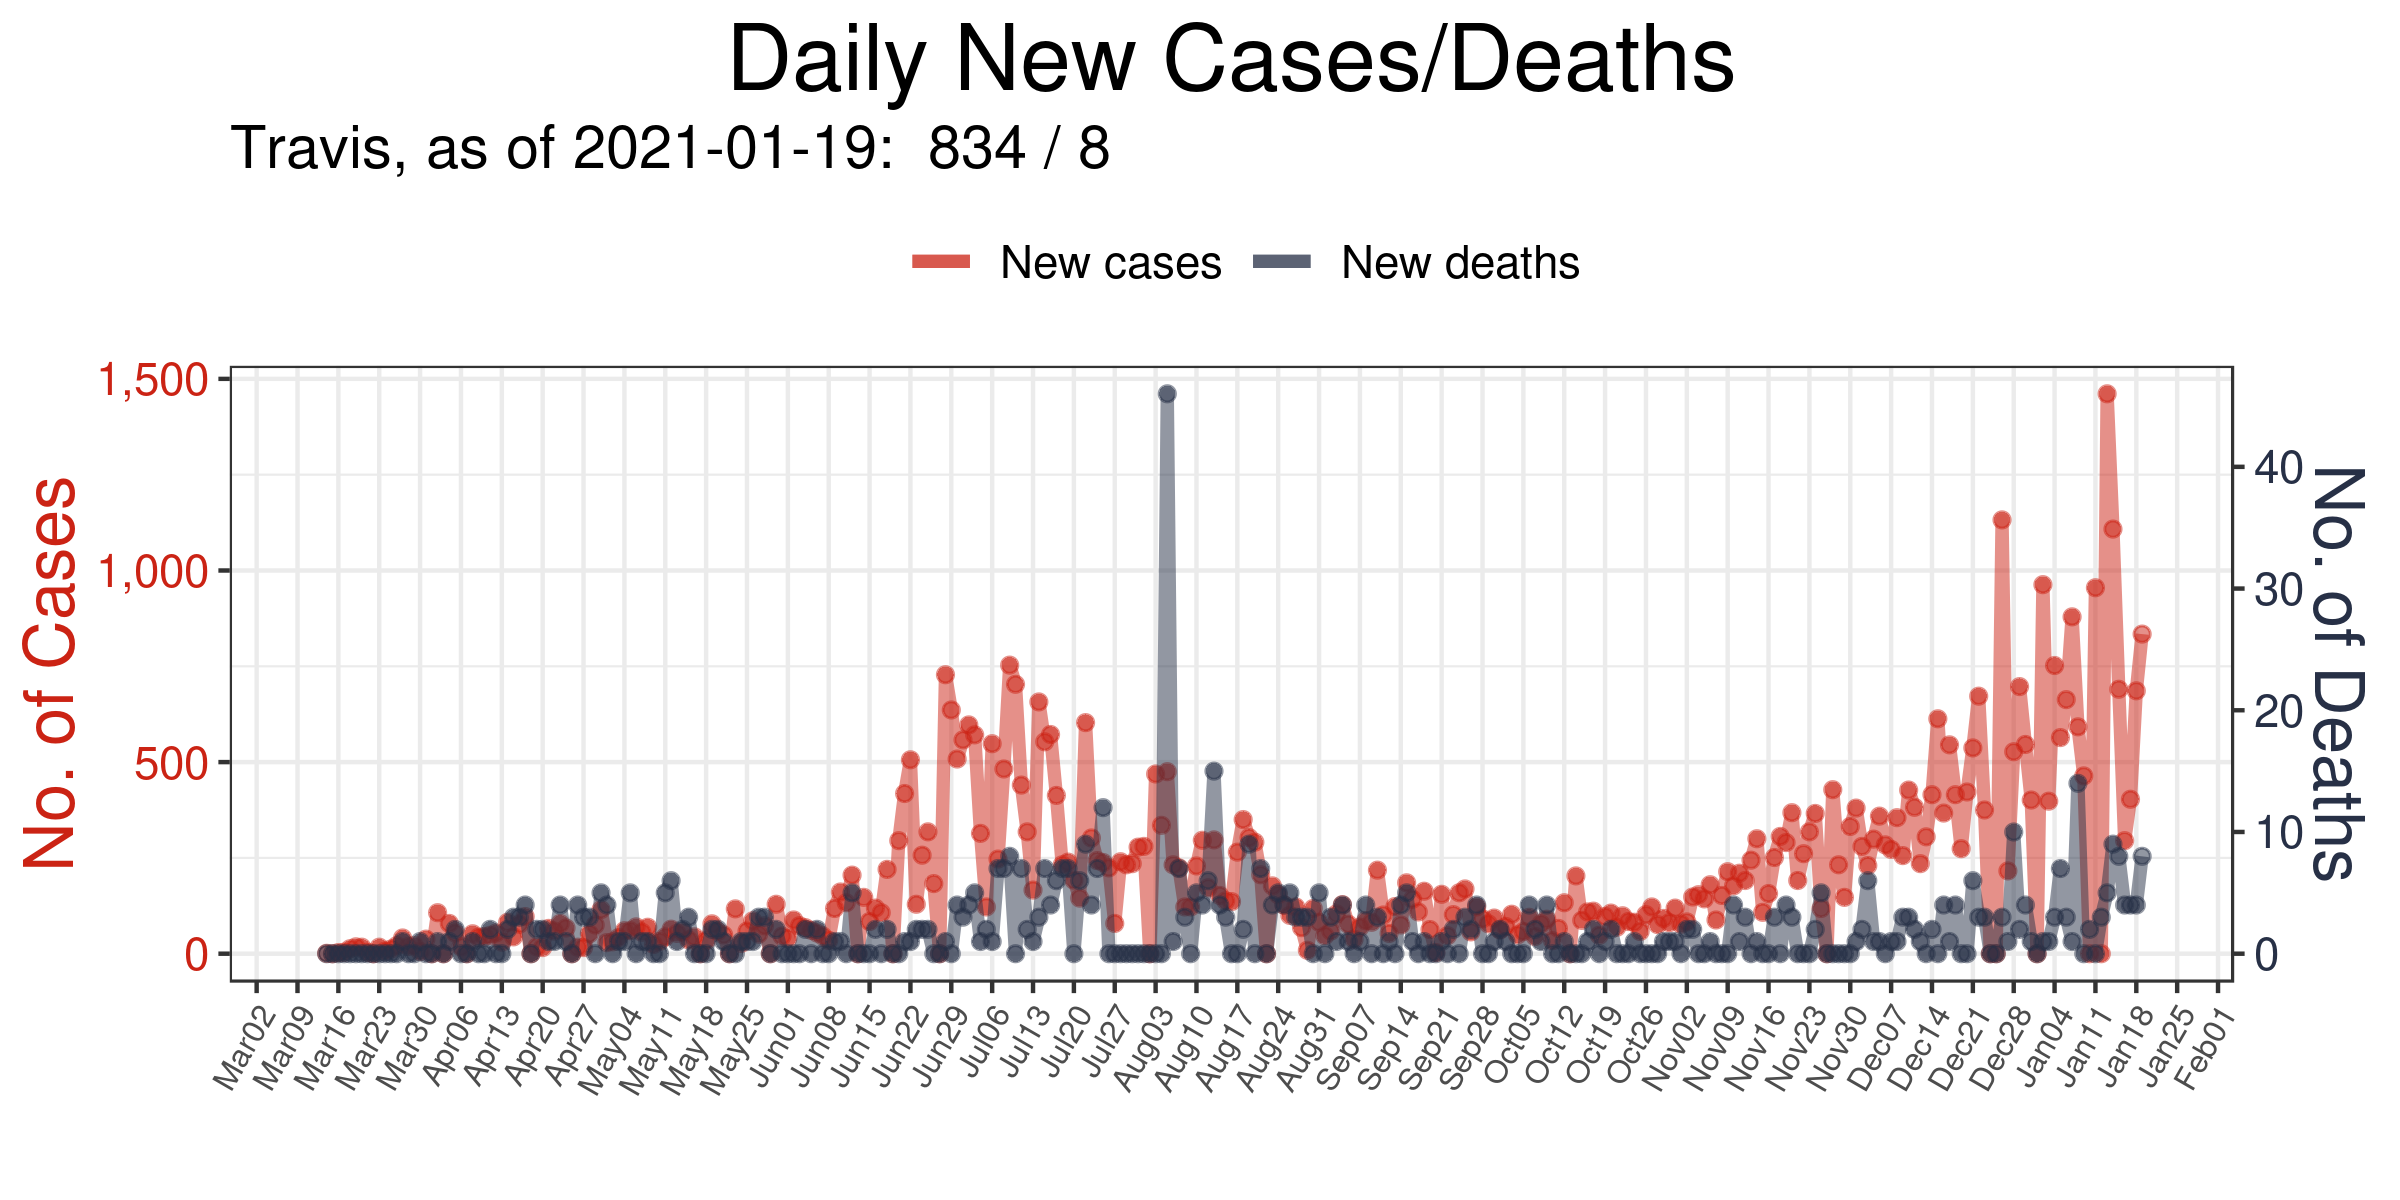 Daily New Cases/Deaths
Travis, as of 2021-01-19: 834 / 8
New cases
New deaths
No. of Cases
1,500
1,000
500
0
No. of Deaths
40
30
20
10
0
Mar02
Mar09
Mar16
Mar23
Mar30
Apr06
Apr13
Apr20
Apr27
May04
May11
May18
May25
Jun01
Jun08
Jun15
Jun22
Jun29
Jul06
Jul13
Jul20
Jul27
Aug03
Aug10
Aug17
Aug24
Aug31
Sep07
Sep14
Sep21
Sep28
Oct05
Oct12
Oct19
Oct26
Nov02
Nov09
Nov16
Nov23
Nov30
Dec07
Dec14
Dec21
Dec28
Jan04
Jan11
Jan18
Jan25
Feb01